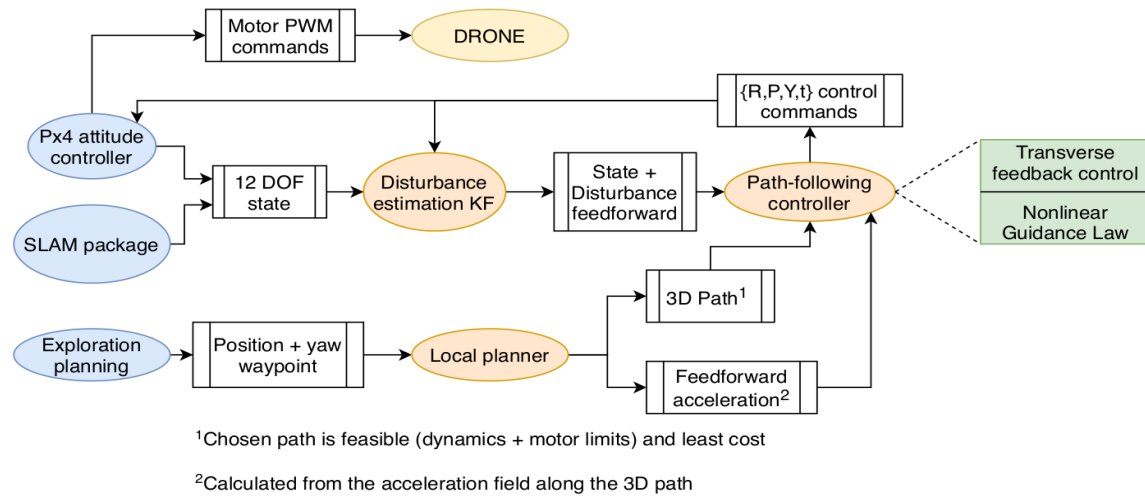 Motor PWM
commands
DRONE
{R,P,Y,t} control
commands
Px4 attitude
controller
12 DOF
state
Disturbance
estimation KF
State +
Disturbance
feedforward
Path-following
controller
Transverse
feedback control
Nonlinear
Guidance Law
SLAM package
3D Path¹
Exploration
planning
Position + yaw
waypoint
Local planner
Feedforward
acceleration²
¹Chosen path is feasible (dynamics + motor limits) and least cost
²Calculated from the acceleration field along the 3D path